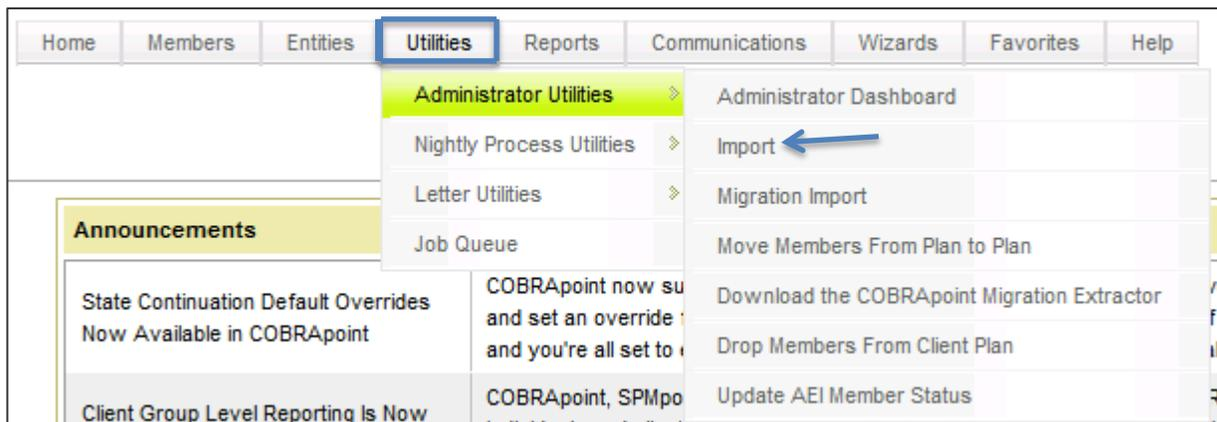 Home Members Entities Utilities Reports Communications Wizards Favorites Help
Administrator Utilities
Nightly Process Utilities
Letter Utilities
Job Queue
Administrator Dashboard
Import
Migration Import
Move Members From Plan to Plan
Download the COBRApoint Migration Extractor
Drop Members From Client Plan
Update AEI Member Status
Announcements
State Continuation Default Overrides
Now Available in COBRApoint
COBRApoint now su
and set an override
and you're all set to
Client Group Level Reporting Is Now
COBRApoint, SPMpo